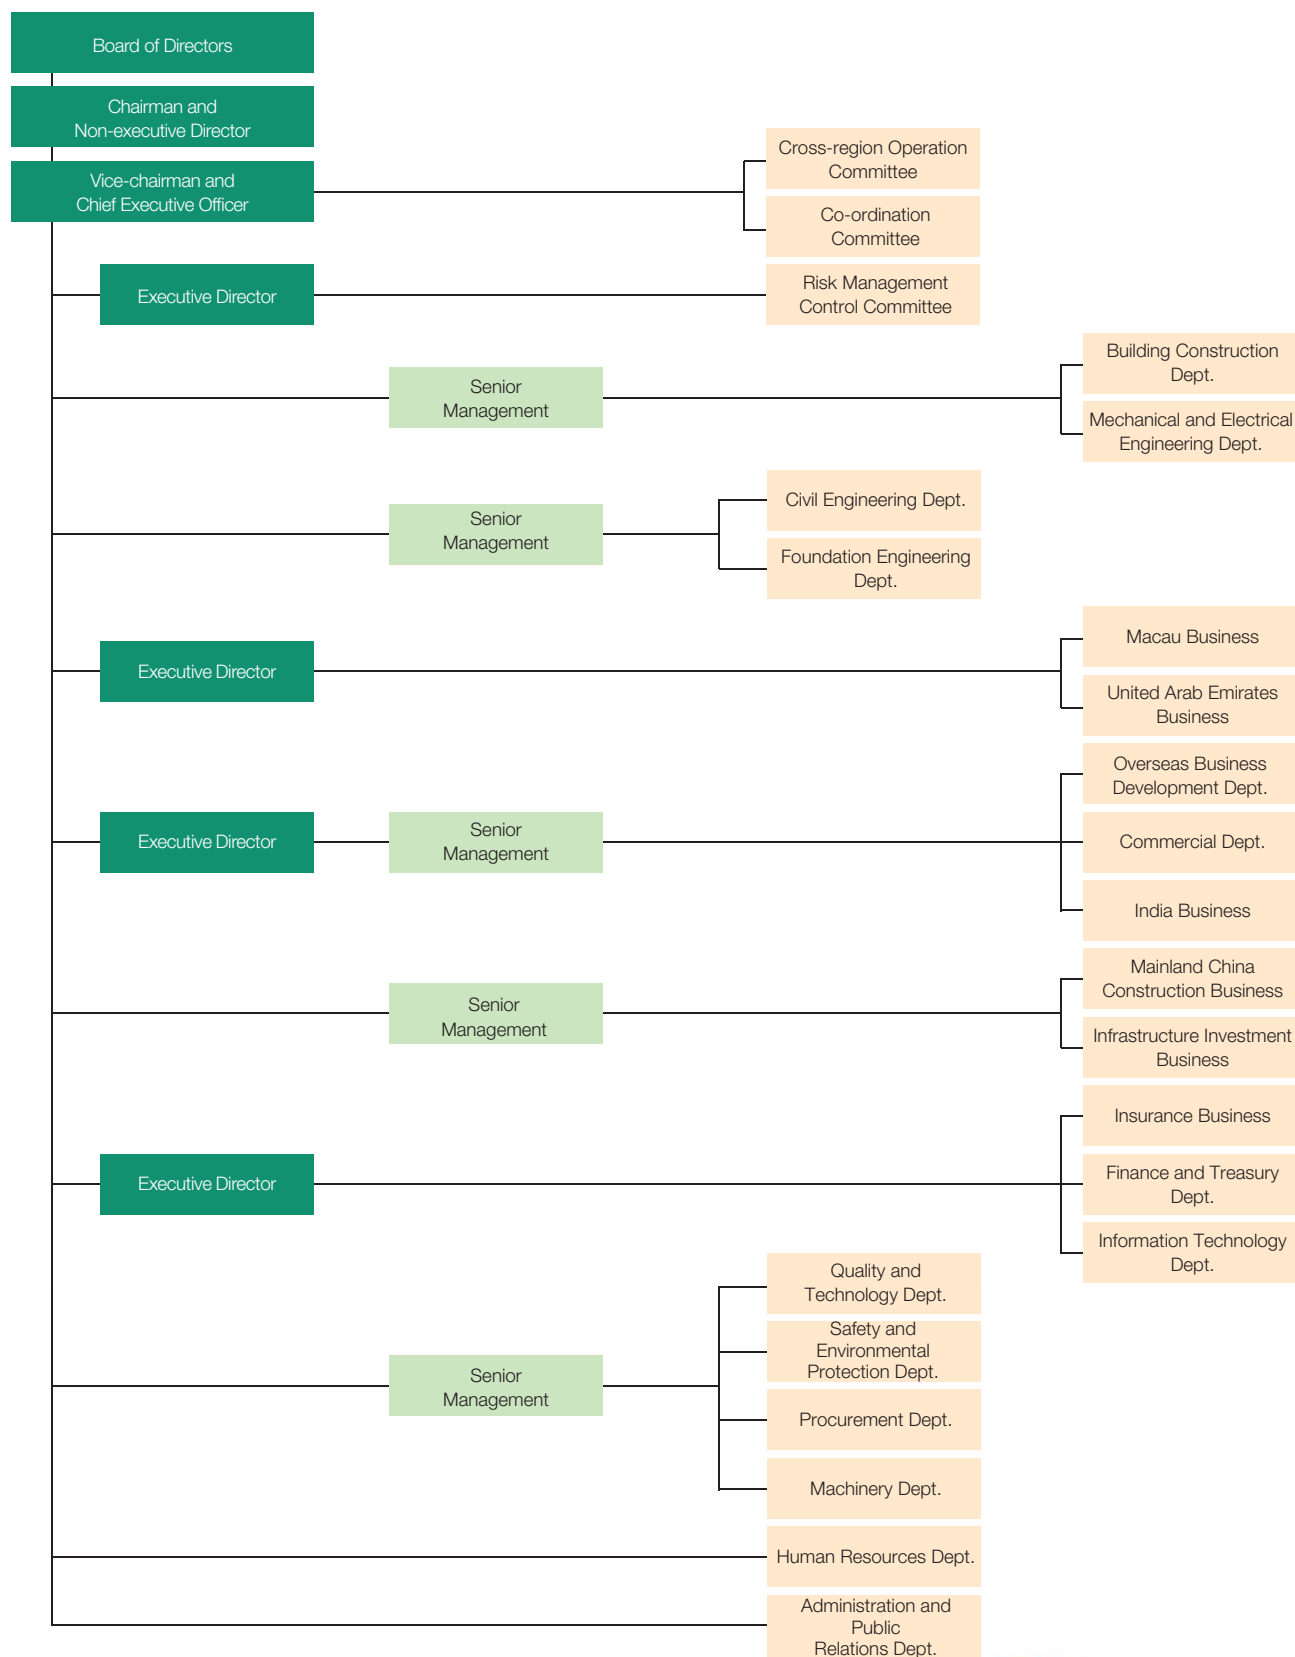 Board of Directors
Chairman and
Non-executive Director
Vice-chairman and
Chief Executive Officer
Cross-region Operation
Committee
Co-ordination
Committee
Executive Director
Risk Management
Control Committee
Senior
Management
Building Construction
Dept.
Mechanical and Electrical
Engineering Dept.
Senior
Management
Civil Engineering Dept.
Foundation Engineering
Dept.
Executive Director
Macau Business
United Arab Emirates
Business
Executive Director
Senior
Management
Overseas Business
Development Dept.
Commercial Dept.
India Business
Senior
Management
Mainland China
Construction Business
Infrastructure Investment
Business
Executive Director
Insurance Business
Finance and Treasury
Dept.
Information Technology
Dept.
Senior
Management
Quality and
Technology Dept.
Safety and
Environmental
Protection Dept.
Procurement Dept.
Machinery Dept.
Human Resources Dept.
Administration and
Public
Relations Dept.